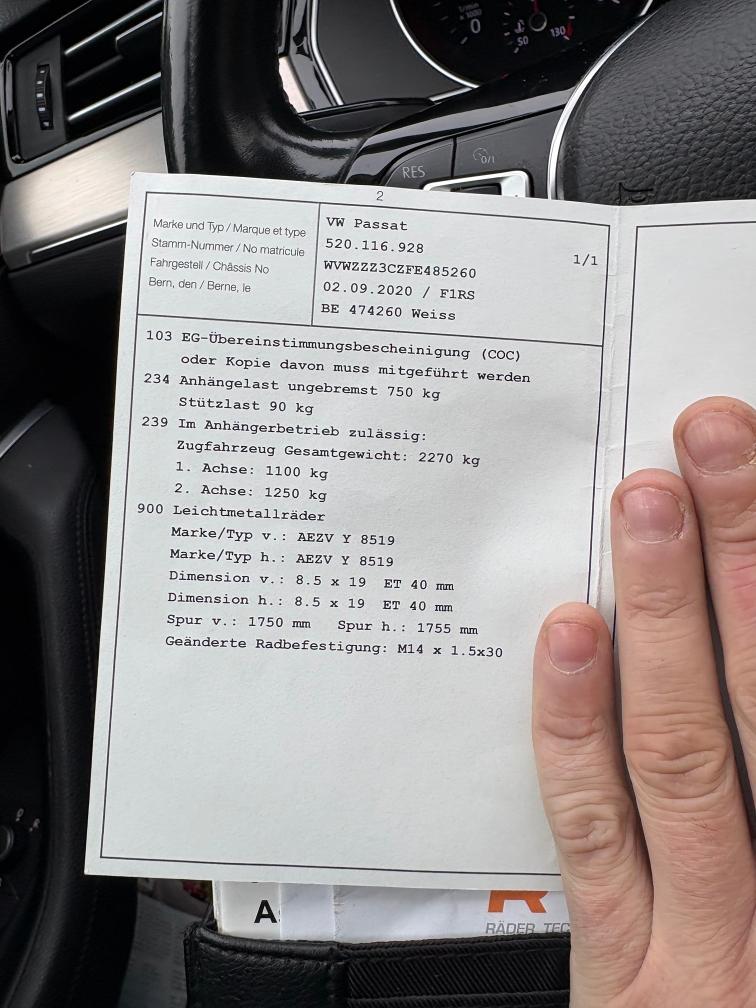 x 1000
0
50
130
RES
0/I
2
Marke und Typ / Marque et type
Stamm-Nummer / No matricule
Fahrgestell / Châssis No
Bern, den / Berne, le
VW Passat
520.116.928
1/1
WVWZZZ3CZFE485260
02.09.2020 / F1RS
BE 474260 Weiss
103 EG-Übereinstimmungsbescheinigung (COC)
oder Kopie davon muss mitgeführt werden
234 Anhängelast ungebremst 750 kg
Stützlast 90 kg
239 Im Anhängerbetrieb zulässig:
Zugfahrzeug Gesamtgewicht: 2270 kg
1. Achse: 1100 kg
2. Achse: 1250 kg
900 Leichtmetallräder
Marke/Typ v.: AEZV Y 8519
Marke/Typ h.: AEZV Y 8519
Dimension v.: 8.5 x 19 ET 40 mm
Dimension h.: 8.5 x 19 ET 40 mm
Spur v.: 1750 mm Spur h.: 1755 mm
Geänderte Radbefestigung: M14 x 1.5x30
A
RÄDER TEC